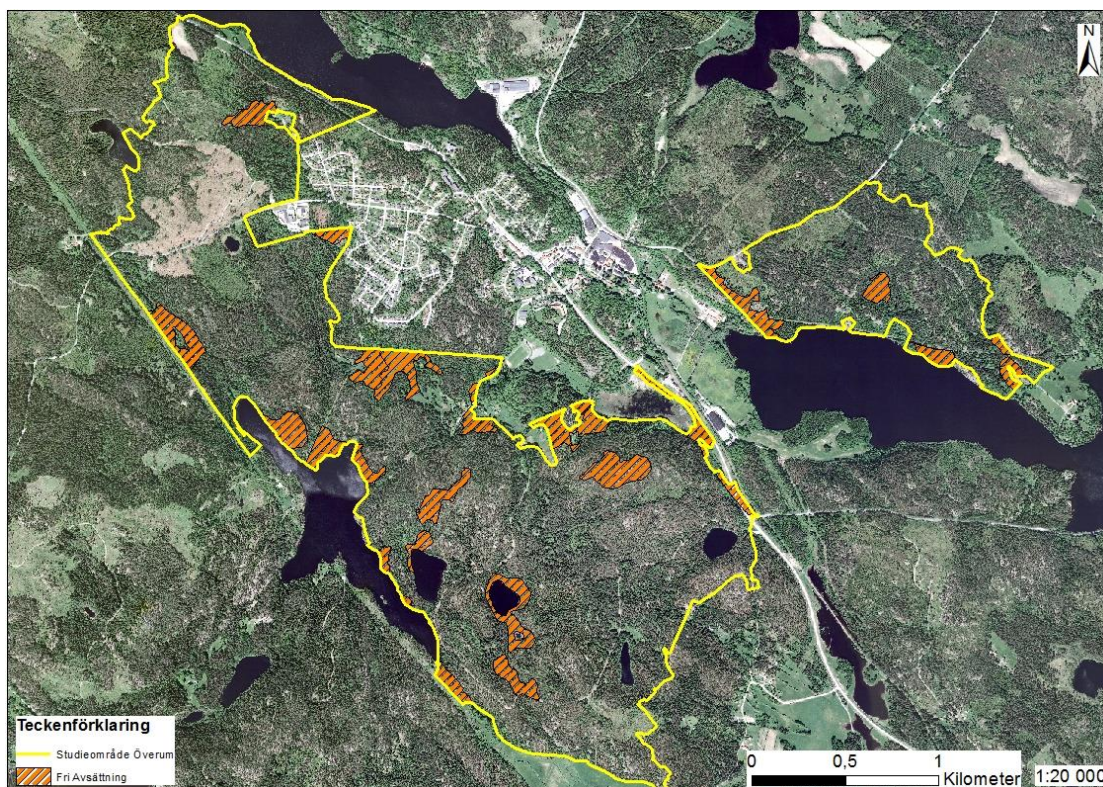 N
Teckenförklaring
Studieområde Överum
Fri Avsättning
0 0,5 1
Kilometer
1:20 000